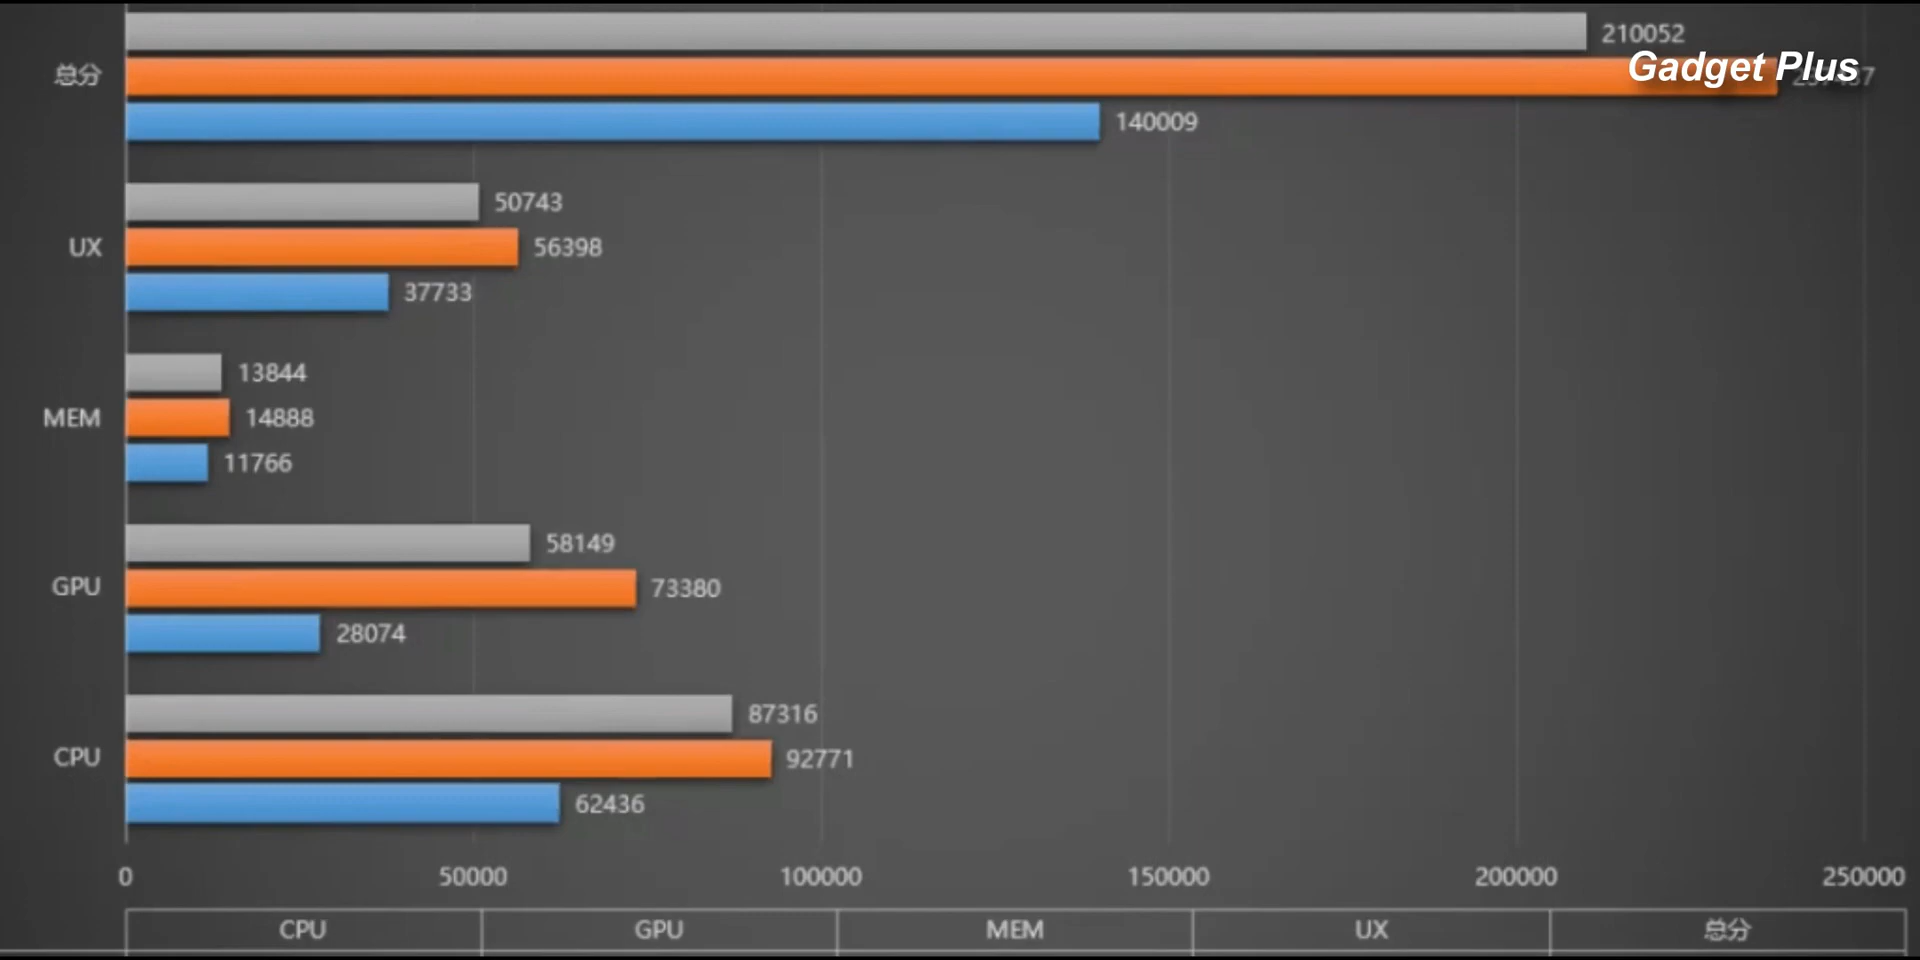 210052
Gadget Plus
总分
140009
50743
UX
56398
37733
13844
MEM
14888
11766
58149
GPU
73380
28074
87316
CPU
92771
62436
0 50000 100000 150000 200000 250000
CPU GPU MEM UX 总分